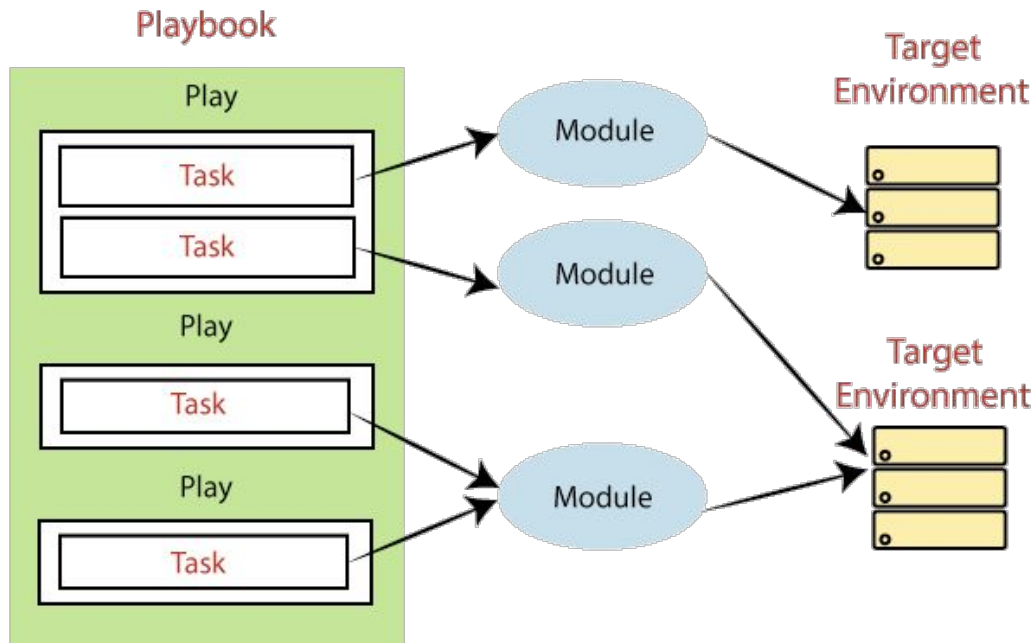 Playbook
Play
Task
Task
Play
Task
Play
Task
Module
Module
Module
Target
Environment
Target
Environment